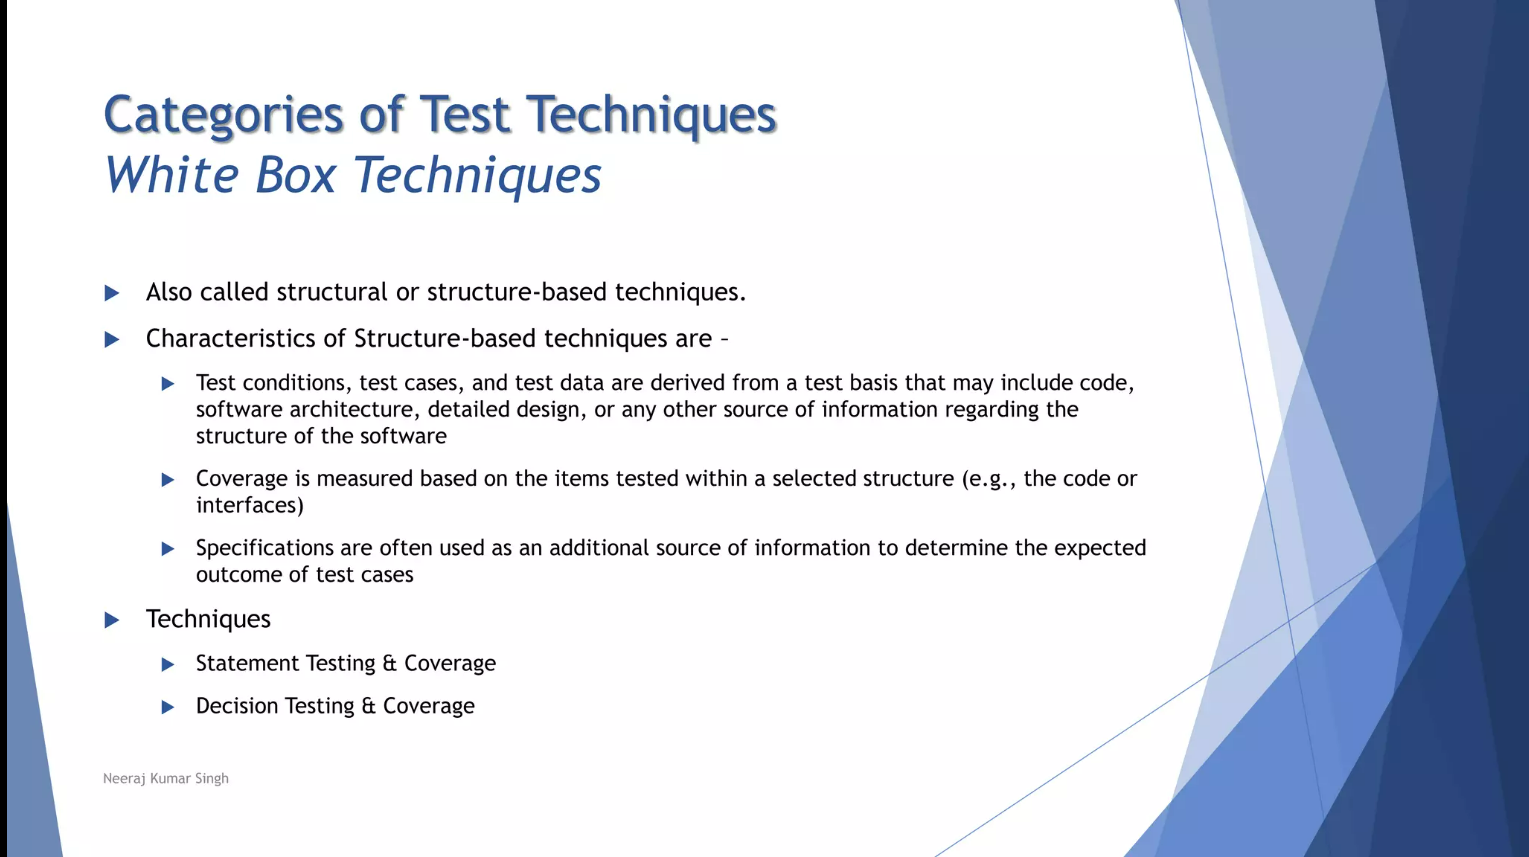 Categories of Test Techniques
White Box Techniques
Also called structural or structure-based techniques.
Characteristics of Structure-based techniques are –
Test conditions, test cases, and test data are derived from a test basis that may include code,
software architecture, detailed design, or any other source of information regarding the
structure of the software
Coverage is measured based on the items tested within a selected structure (e.g., the code or
interfaces)
Specifications are often used as an additional source of information to determine the expected
outcome of test cases
Techniques
Statement Testing & Coverage
Decision Testing & Coverage
Neeraj Kumar Singh